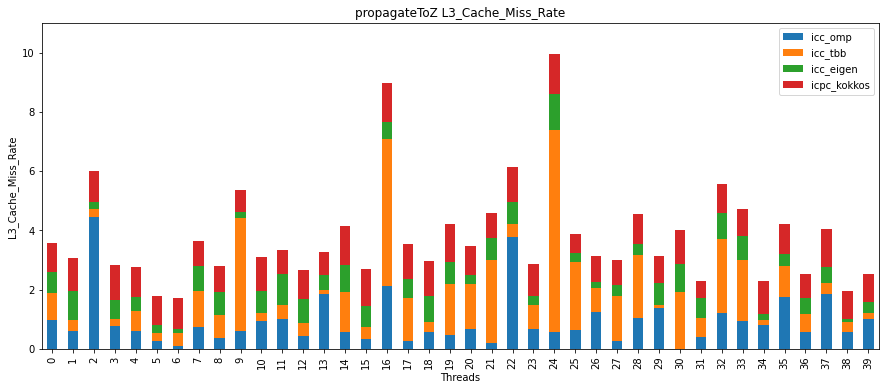 propagateToZ L3_Cache_Miss_Rate
icc_omp
icc_tbb
icc_eigen
icpc_kokkos
L3_Cache_Miss_Rate
10
8
6
4
2
0
0 1 2 3 4 5 6 7 8 9 10 11 12 13 14 15 16 17 18 19 20 21 22 23 24 25 26 27 28 29 30 31 32 33 34 35 36 37 38 39
Threads